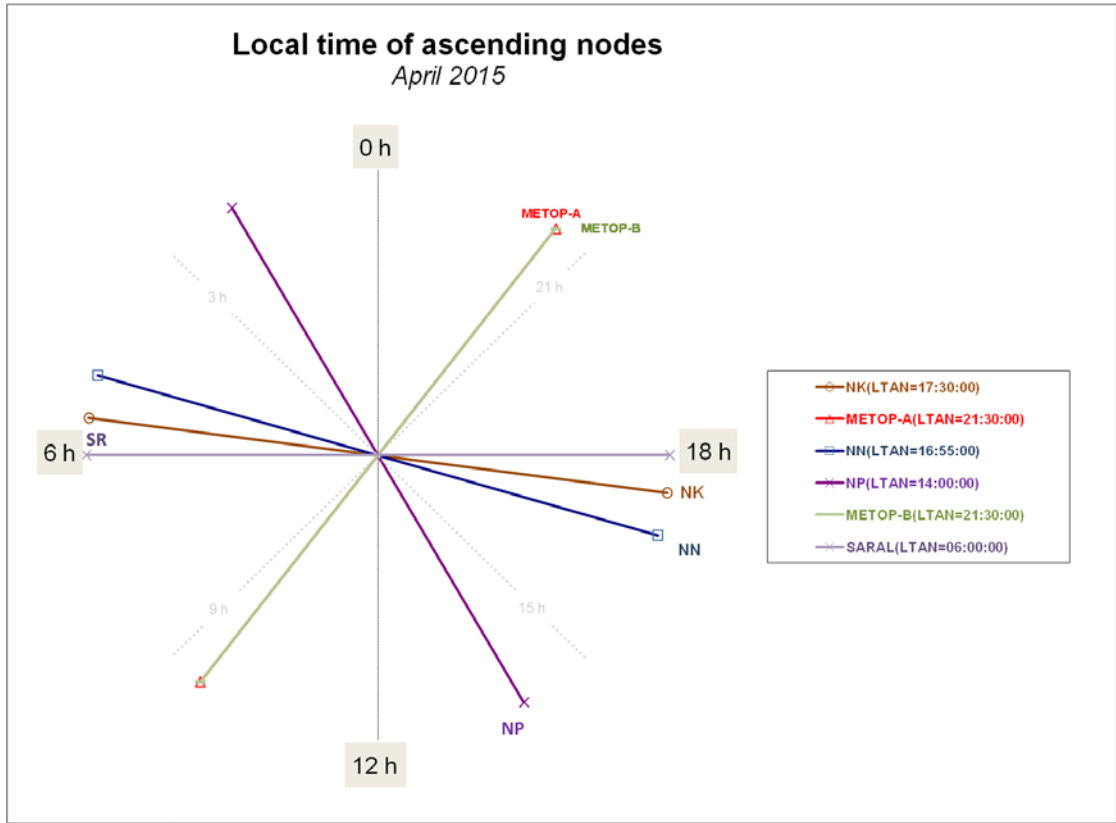 Local time of ascending nodes
April 2015
0 h
METOP-A
METOP-B
3 h
21 h
SR
6 h
18 h
NK
NN
9 h
15 h
NP
12 h
NK(LTAN=17:30:00)
METOP-A(LTAN=21:30:00)
NN(LTAN=16:55:00)
NP(LTAN=14:00:00)
METOP-B(LTAN=21:30:00)
SARAL(LTAN=06:00:00)